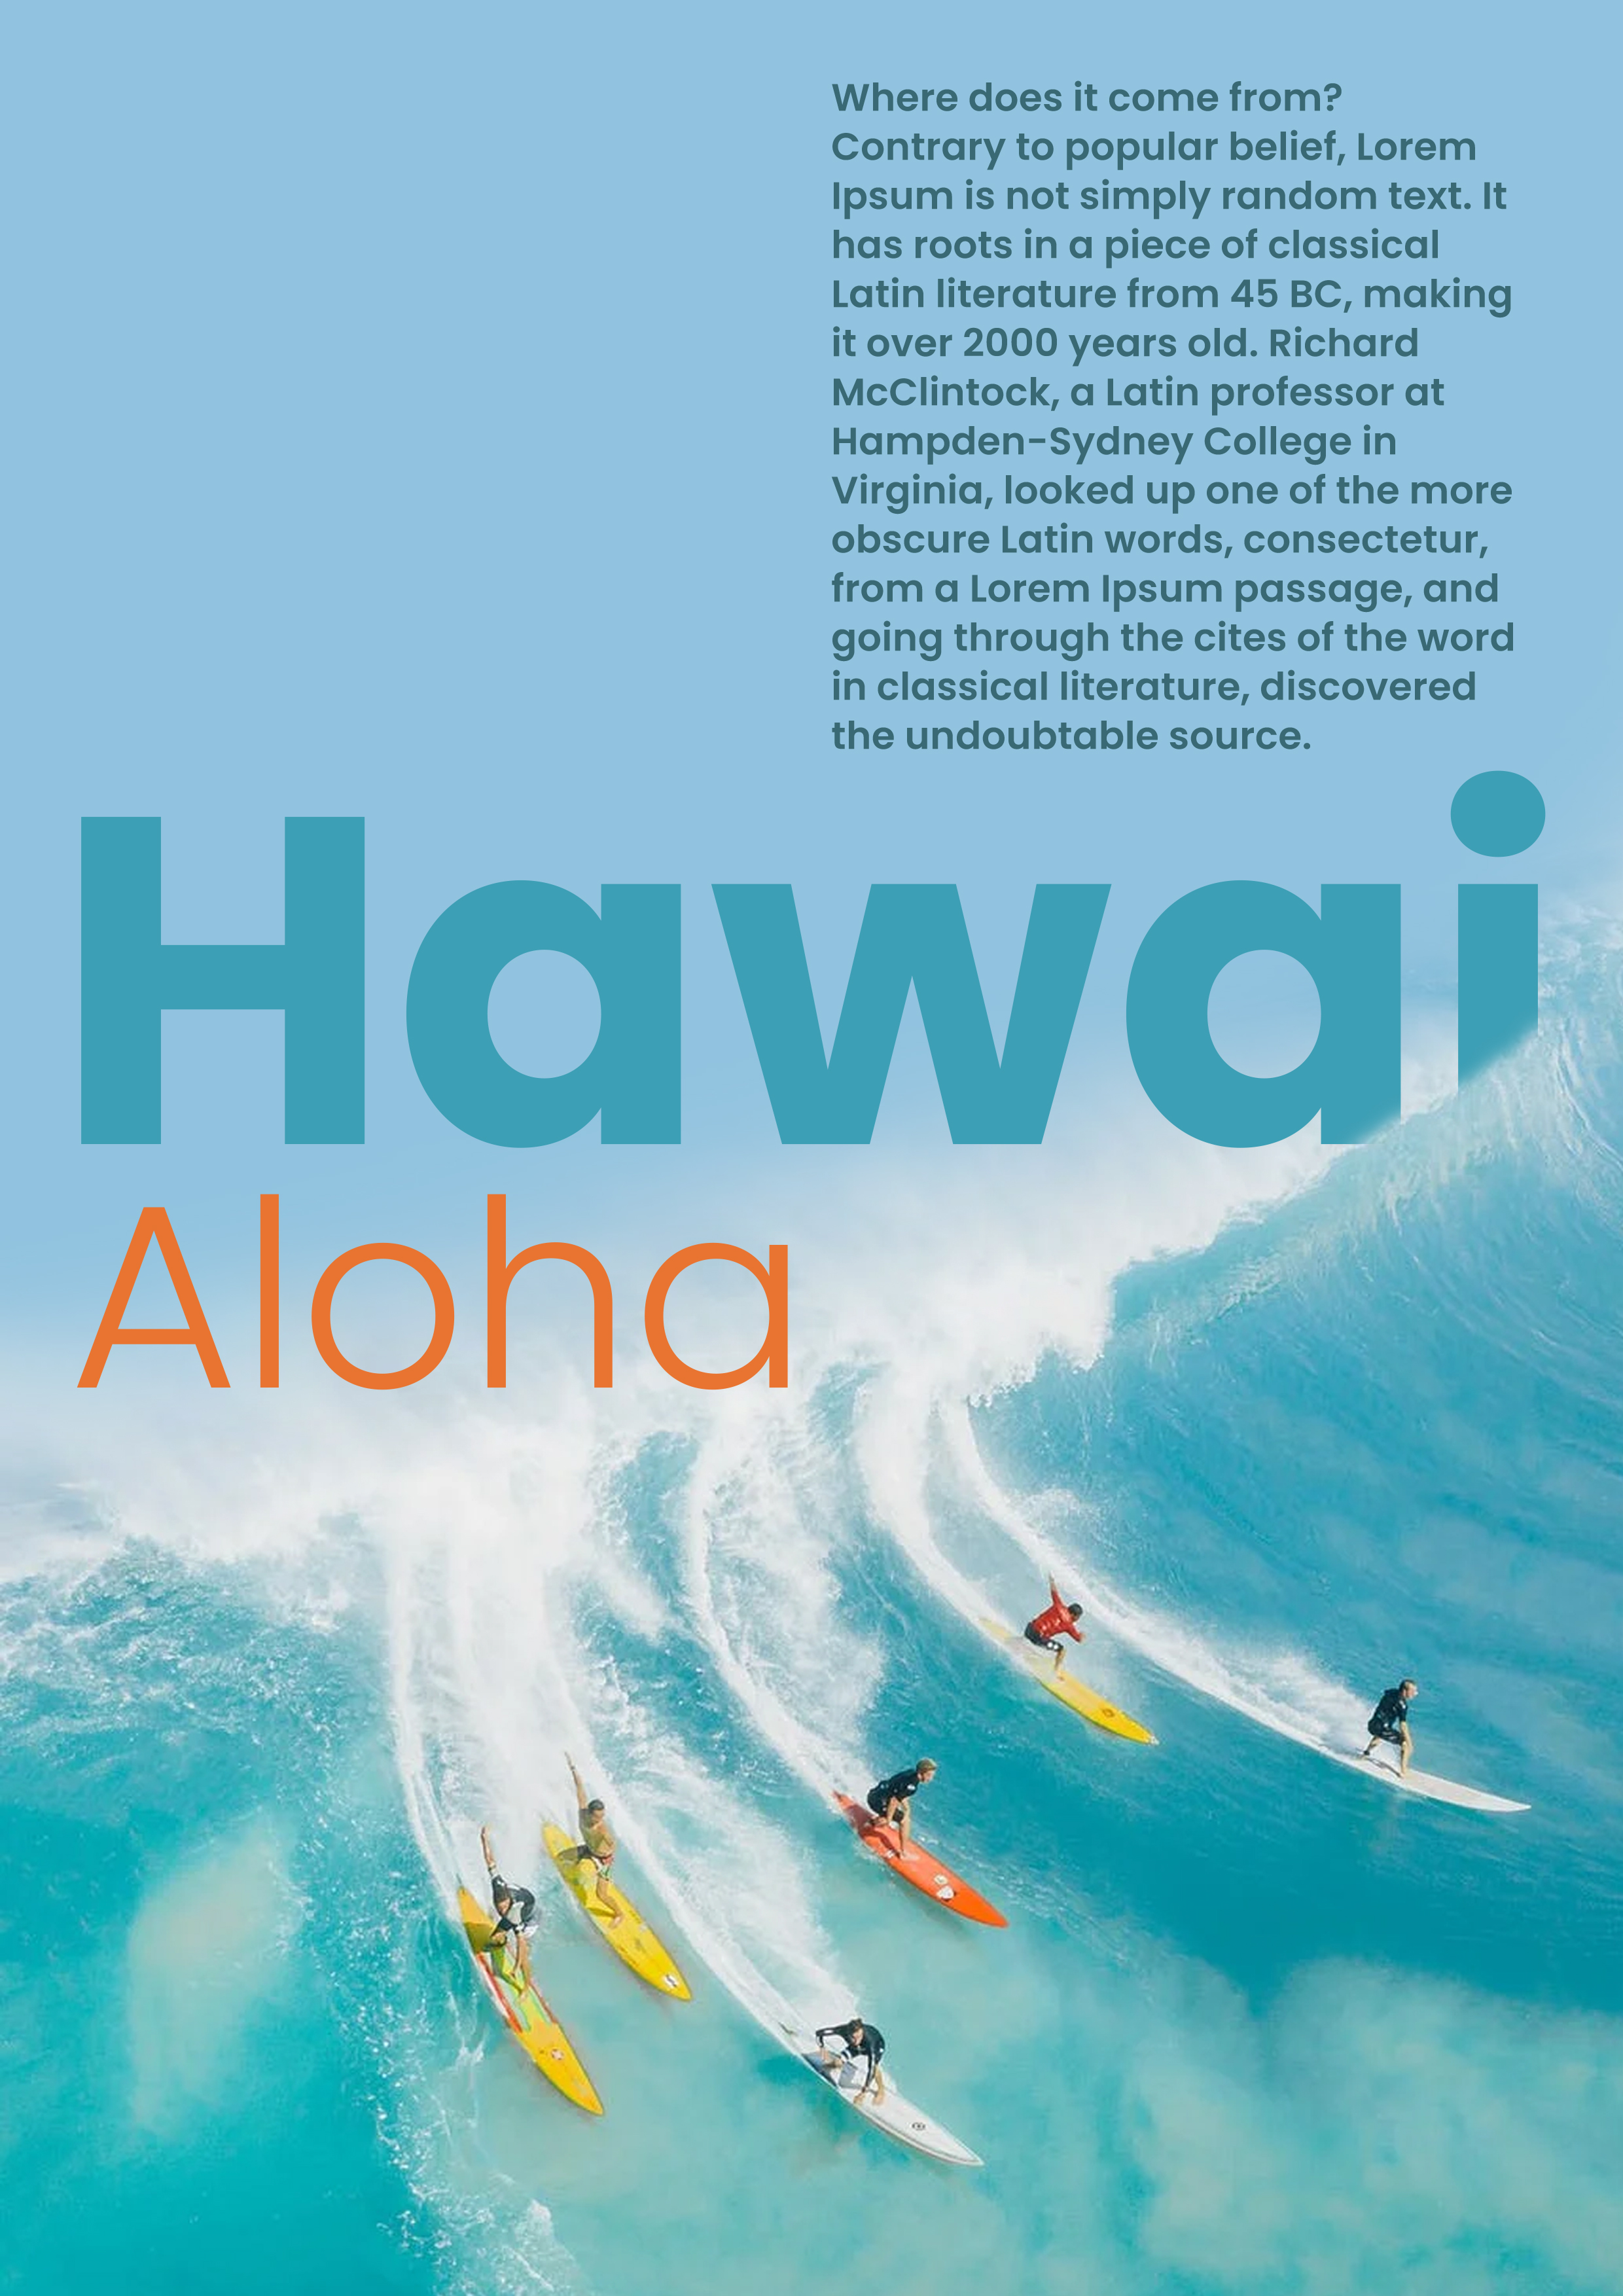 Where does it come from?
Contrary to popular belief, Lorem
Ipsum is not simply random text. It
has roots in a piece of classical
Latin literature from 45 BC, making
it over 2000 years old. Richard
McClintock, a Latin professor at
Hampden-Sydney College in
Virginia, looked up one of the more
obscure Latin words, consectetur,
from a Lorem Ipsum passage, and
going through the cites of the word
in classical literature, discovered
the undoubtable source.
Hawai
Aloha